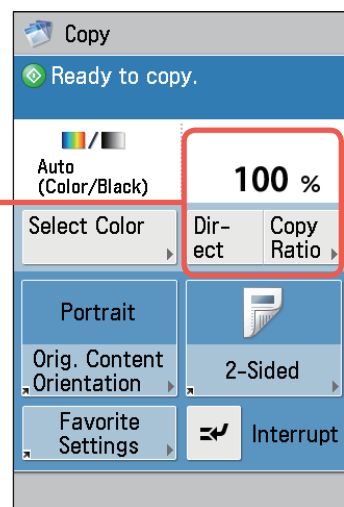 Copy
Ready to copy.
Auto
(Color/Black)
100 %
Select Color
Dir-
ect
Copy
Ratio
Portrait
Orig. Content
Orientation
2-Sided
Favorite
Settings
Interrupt